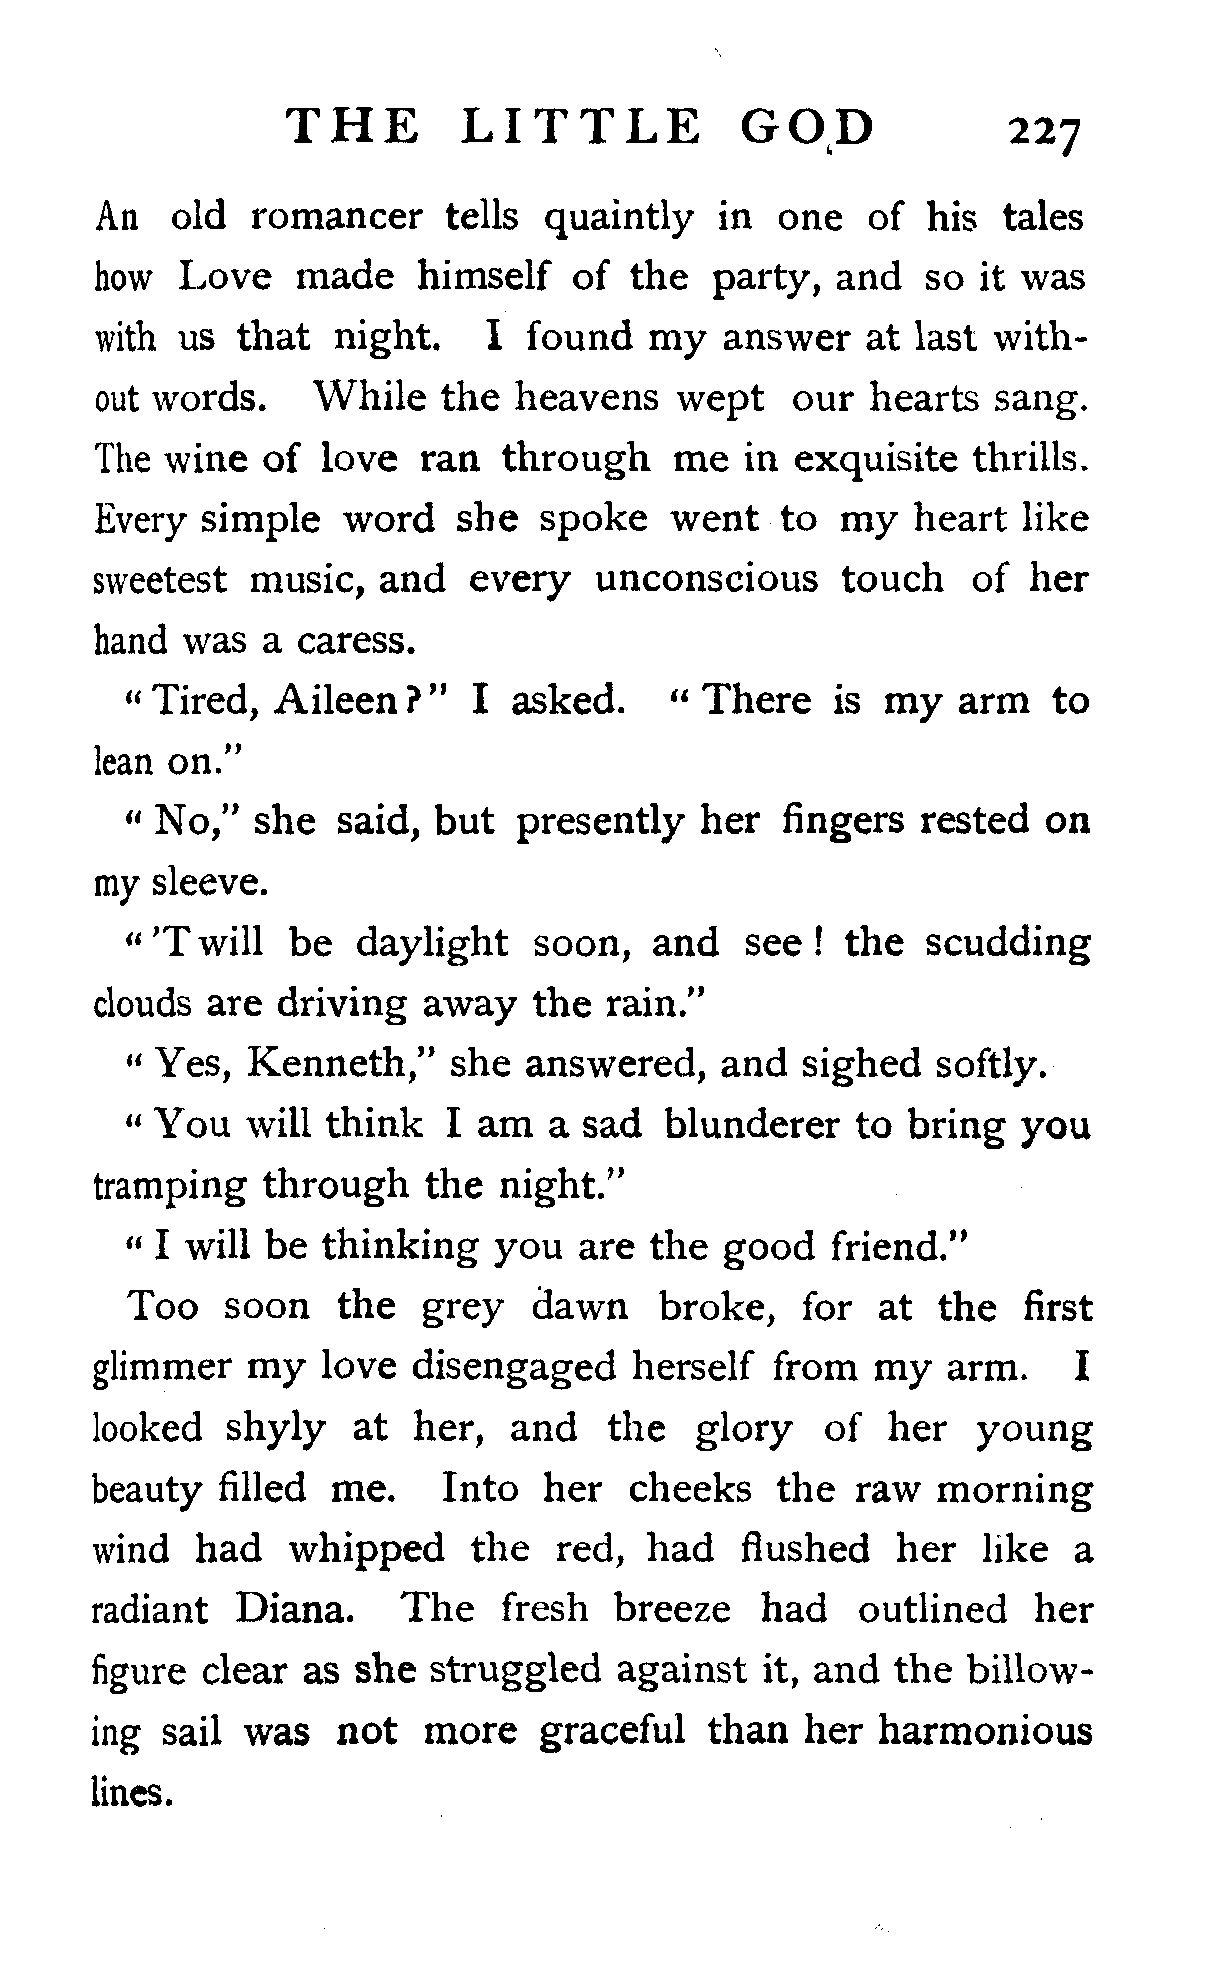 THE LITTLE GOD 227
An old romancer tells quaintly in one of his tales
how Love made himself of the party, and so it was
with us that night. I found my answer at last with-
out words. While the heavens wept our hearts sang.
The wine of love ran through me in exquisite thrills.
Every simple word she spoke went to my heart like
sweetest music, and every unconscious touch of her
hand was a caress.
" Tired, Aileen?" I asked. " There is my arm to
lean on."
" No," she said, but presently her fingers rested on
my sleeve.
" 'T will be daylight soon, and see! the scudding
clouds are driving away the rain."
" Yes, Kenneth," she answered, and sighed softly.
" You will think I am a sad blunderer to bring you
tramping through the night."
" I will be thinking you are the good friend."
Too soon the grey dawn broke, for at the first
glimmer my love disengaged herself from my arm. I
looked shyly at her, and the glory of her young
beauty filled me. Into her cheeks the raw morning
wind had whipped the red, had flushed her like a
radiant Diana. The fresh breeze had outlined her
figure clear as she struggled against it, and the billow-
ing sail was not more graceful than her harmonious
lines.